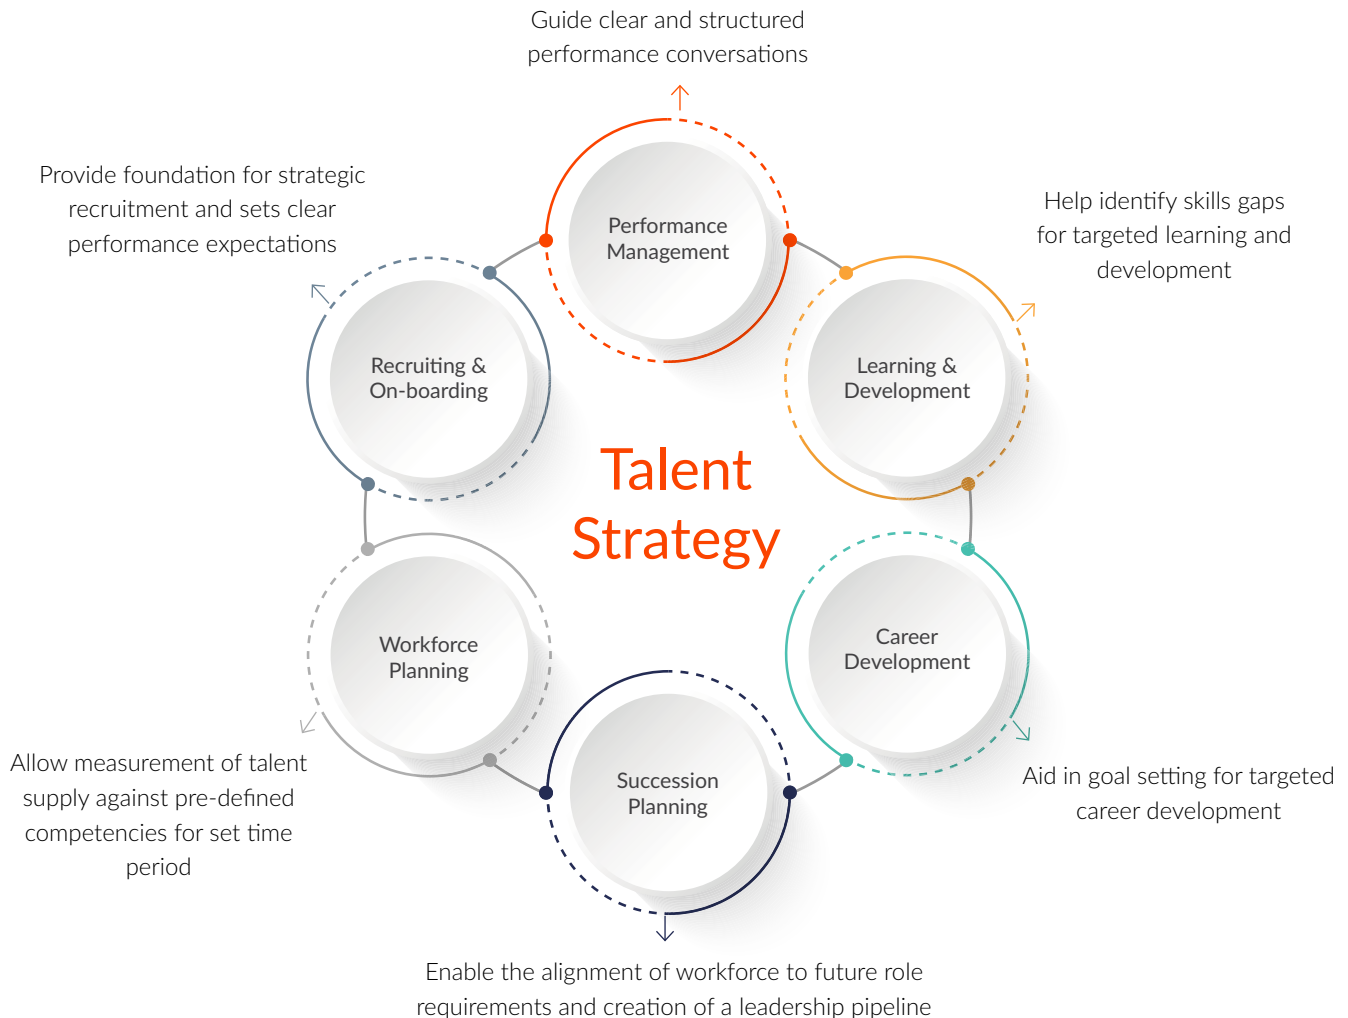 Guide clear and structured
performance conversations
Provide foundation for strategic
recruitment and sets clear
performance expectations
Help identify skills gaps
for targeted learning and
development
Performance
Management
Recruiting &
On-boarding
Learning &
Development
Talent
Strategy
Workforce
Planning
Career
Development
Succession
Planning
Allow measurement of talent
supply against pre-defined
competencies for set time
period
Aid in goal setting for targeted
career development
Enable the alignment of workforce to future role
requirements and creation of a leadership pipeline